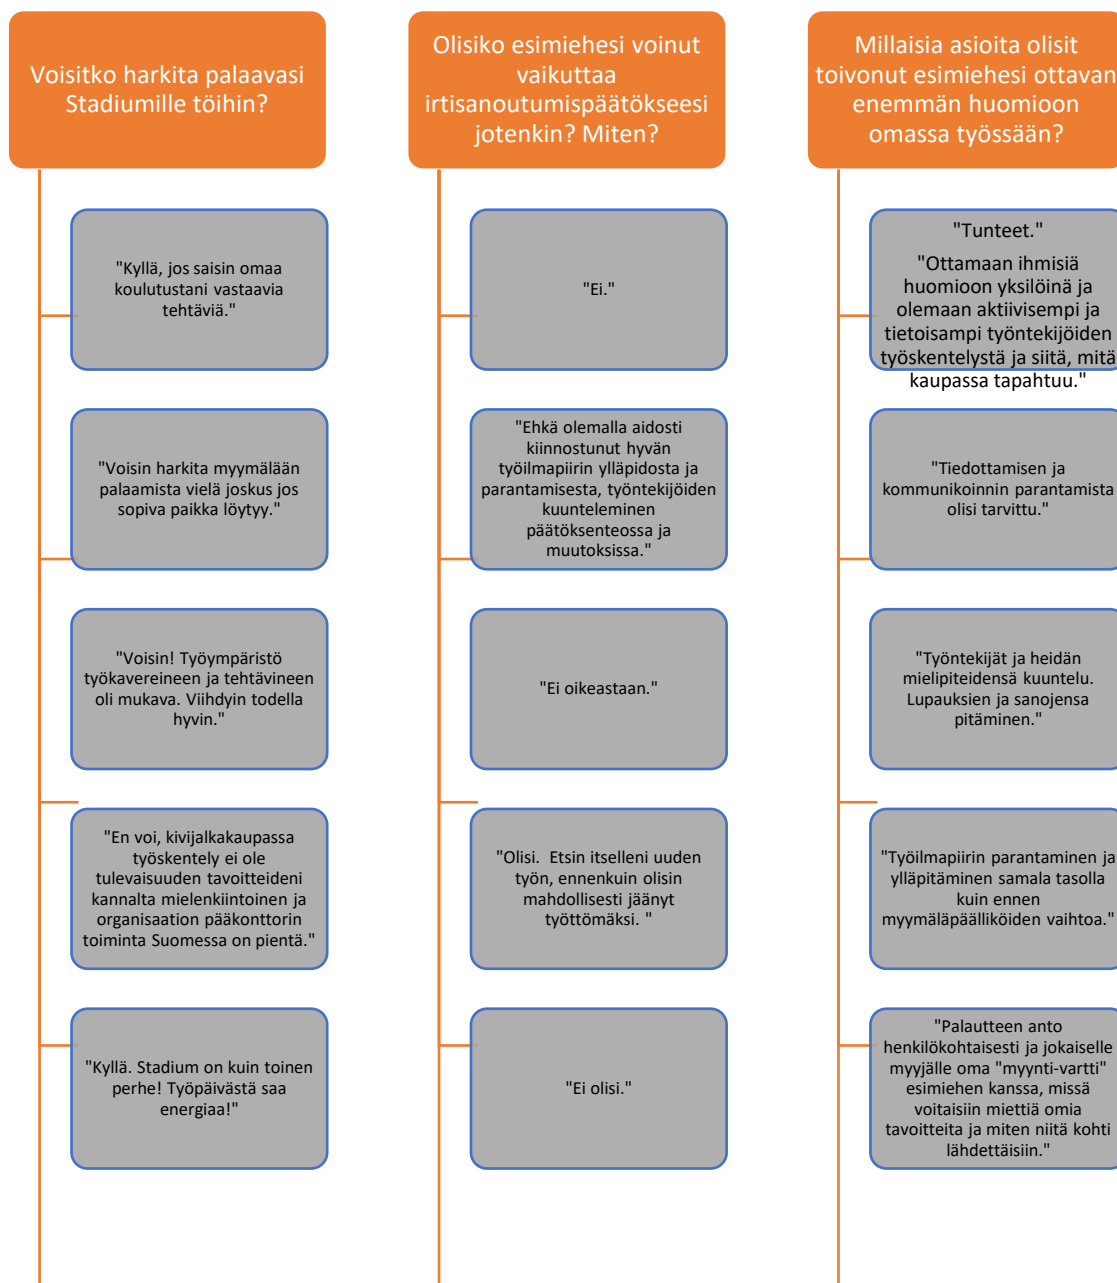 Voisitko harkita palaavasi
Stadiumille töihin?
"Kyllä, jos saisin omaa
koulutustani vastaavia
tehtäviä."
"Voisin harkita myymälään
palaamista vielä joskus jos
sopiva paikka löytyy."
"Voisin! Työympäristö
työkavereineen ja tehtävineen
oli mukava. Viihdyin todella
hyvin."
"En voi, kivijalkakaupassa
työskentely ei ole
tulevaisuuden tavoitteideni
kannalta mielenkiintoinen ja
organisaation pääkonttorin
toiminta Suomessa on pientä."
"Kyllä. Stadium on kuin toinen
perhe! Työpäivästä saa
energiaa!"
Olisiko esimiehesi voinut
vaikuttaa
irtisanoutumispäätökseesi
jotenkin? Miten?
"Ei."
"Ehkä olemalla aidosti
kiinnostunut hyvän
työilmapiirin ylläpidosta ja
parantamisesta, työntekijöiden
kuunteleminen
päätöksenteossa ja
muutoksissa."
"Ei oikeastaan."
"Olisi.  Etsin itselleni uuden
työn, ennenkuin olisin
mahdollisesti jäänyt
työttömäksi. "
"Ei olisi."
Millaisia asioita olisit
toivonut esimiehesi ottavan
enemmän huomioon
omassa työssään?
"Tunteet."
"Ottamaan ihmisiä
huomioon yksilöinä ja
olemaan aktiivisempi ja
tietoisampi työntekijöiden
työskentelystä ja siitä, mitä
kaupassa tapahtuu."
"Tiedottamisen ja
kommunikoinnin parantamista
olisi tarvittu."
"Työntekijät ja heidän
mielipiteidensä kuuntelu.
Lupauksien ja sanojensa
pitäminen."
"Työilmapiirin parantaminen ja
ylläpitäminen samala tasolla
kuin ennen
myymäläpäälliköiden vaihtoa."
"Palautteen anto
henkilökohtaisesti ja jokaiselle
myyjälle oma "myynti-vartti"
esimiehen kanssa, missä
voitaisiin miettiä omia
tavoitteita ja miten niitä kohti
lähdettäisiin."